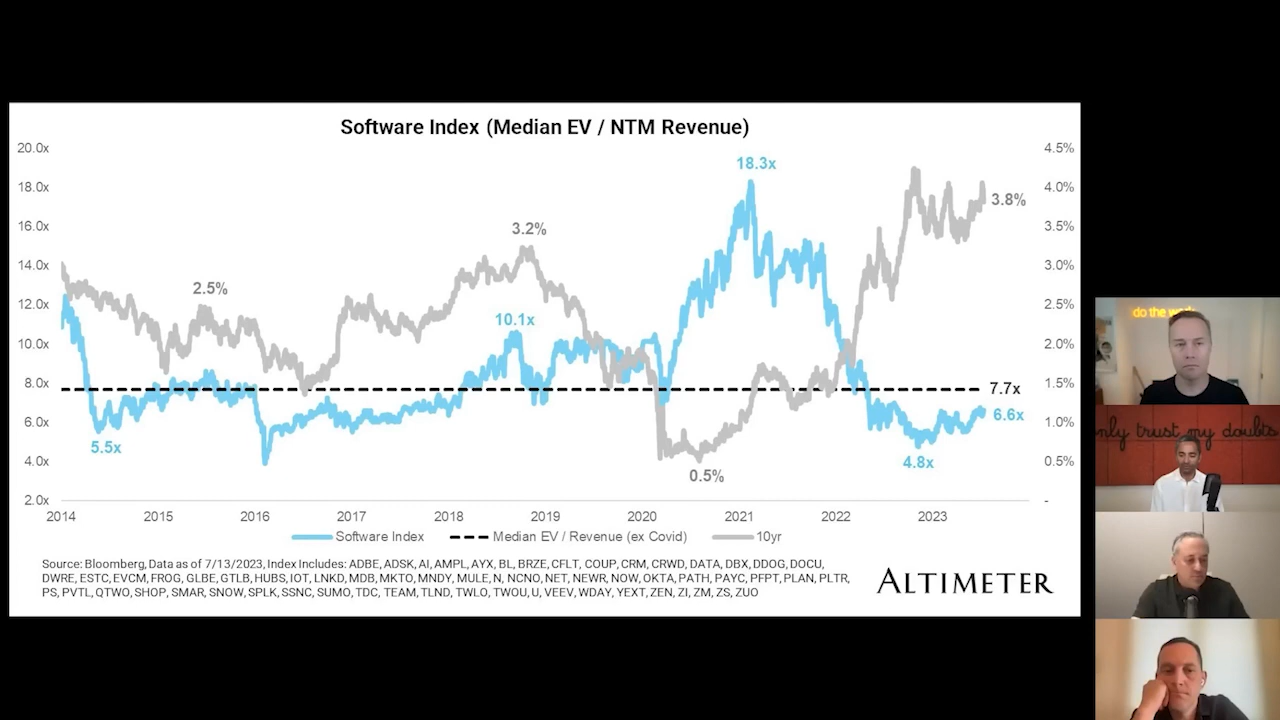 Software Index (Median EV / NTM Revenue)
20.0x
18.0x
16.0x
14.0x
12.0x
10.0x
8.0x
6.0x
4.0x
2.0x
4.5%
4.0%
3.5%
3.0%
2.5%
2.0%
1.5%
1.0%
0.5%
-
18.3x
3.8%
3.2%
2.5%
10.1x
7.7x
6.6x
5.5x
4.8x
0.5%
2014 2015 2016 2017 2018 2019 2020 2021 2022 2023
Software Index Median EV / Revenue (ex Covid) 10yr
Source: Bloomberg, Data as of 7/13/2023, Index Includes: ADBE, ADSK, AI, AMPL, AYX, BL, BRZE, CFLT, COUP, CRM, CRWD, DATA, DBX, DDOG, DOCU,
DWRE, ESTC, EVCM, FROG, GLBE, GTLB, HUBS, IOT, LNKD, MDB, MKTO, MNDY, MULE, N, NCNO, NET, NEWR, NOW, OKTA, PATH, PAYC, PFPT, PLAN, PLTR,
PS, PVTL, QTWO, SHOP, SMAR, SNOW, SPLK, SSNC, SUMO, TDC, TEAM, TLND, TWLO, TWOU, U, VEEV, WDAY, YEXT, ZEN, ZI, ZM, ZS, ZUO
ALTIMETER
do the
only trust my doubts